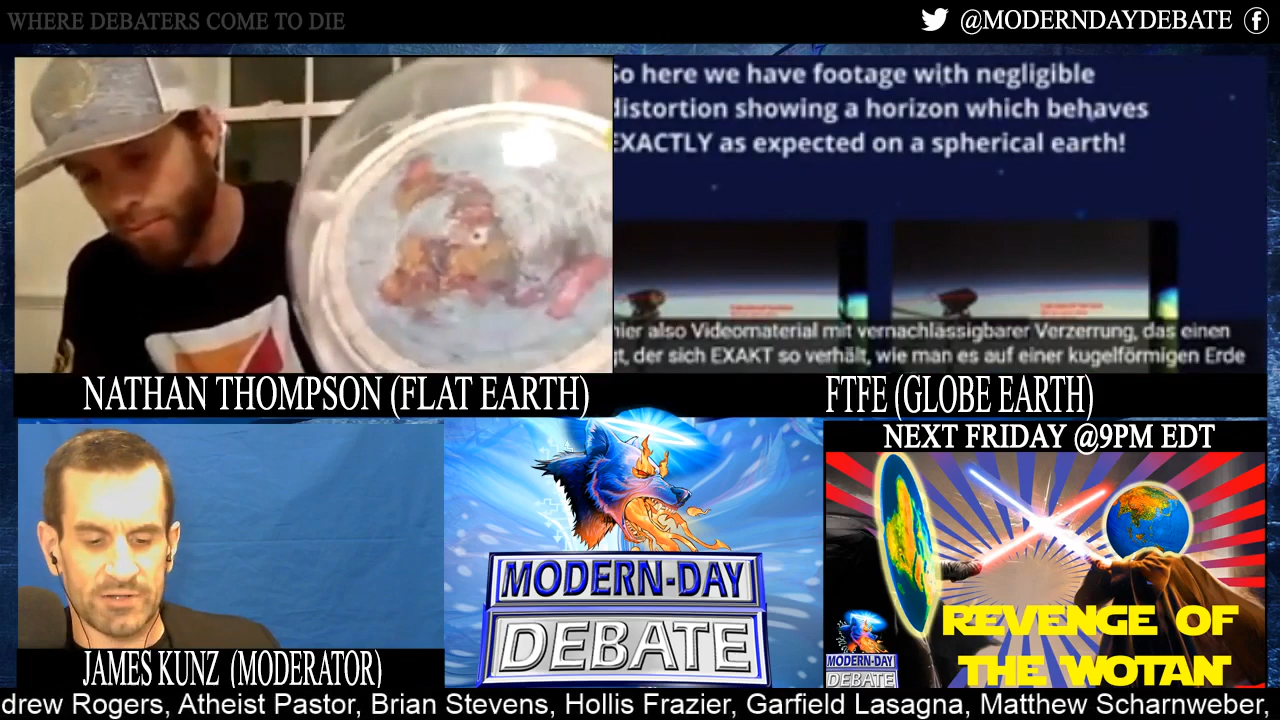 WHERE DEBATERS COME TO DIE
@MODERNDAYDEBATE
So here we have footage with negligible
distortion showing a horizon which behaves
EXACTLY as expected on a spherical earth!
hier also Videomaterial mit vernachlässigbarer Verzerrung, das einen
gt, der sich EXAKT so verhält, wie man es auf einer kugelförmigen Erde
NATHAN THOMPSON (FLAT EARTH)
FTFE (GLOBE EARTH)
NEXT FRIDAY @9PM EDT
MODERN-DAY
DEBATE
REVENGE OF
THE WOTAN
MODERN-DAY
DEBATE
JAMES KUNZ (MODERATOR)
drew Rogers, Atheist Pastor, Brian Stevens, Hollis Frazier, Garfield Lasagna, Matthew Scharnweber,